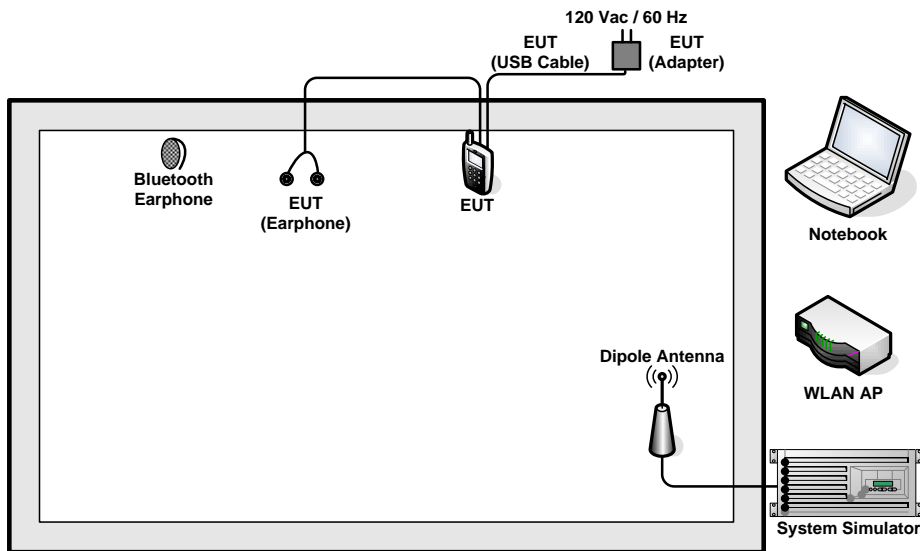 120 Vac / 60 Hz
EUT
(USB Cable)
EUT
(Adapter)
Bluetooth
Earphone
EUT
(Earphone)
EUT
Notebook
Dipole Antenna
WLAN AP
System Simulator